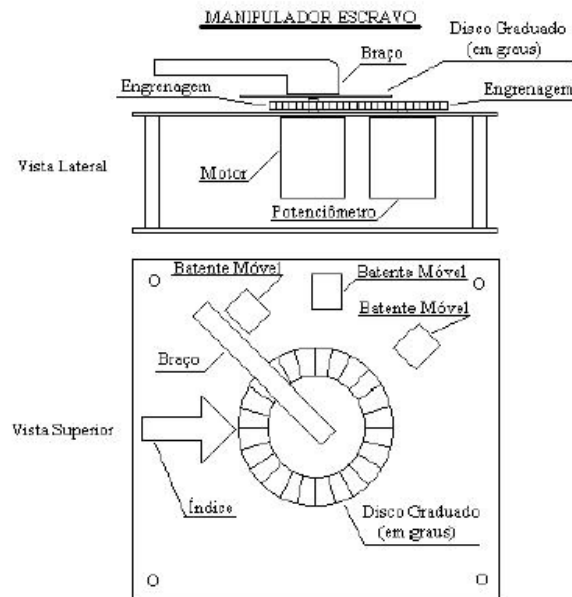 MANIPULADOR ESCRAVO
Disco Graduado
(em graus)
Braço
Engrenagem
Engrenagem
Vista Lateral
Motor
Potenciômetro
Batente Móvel
Batente Móvel
Batente Móvel
Braço
Vista Superior
Índice
Disco Graduado
(em graus)